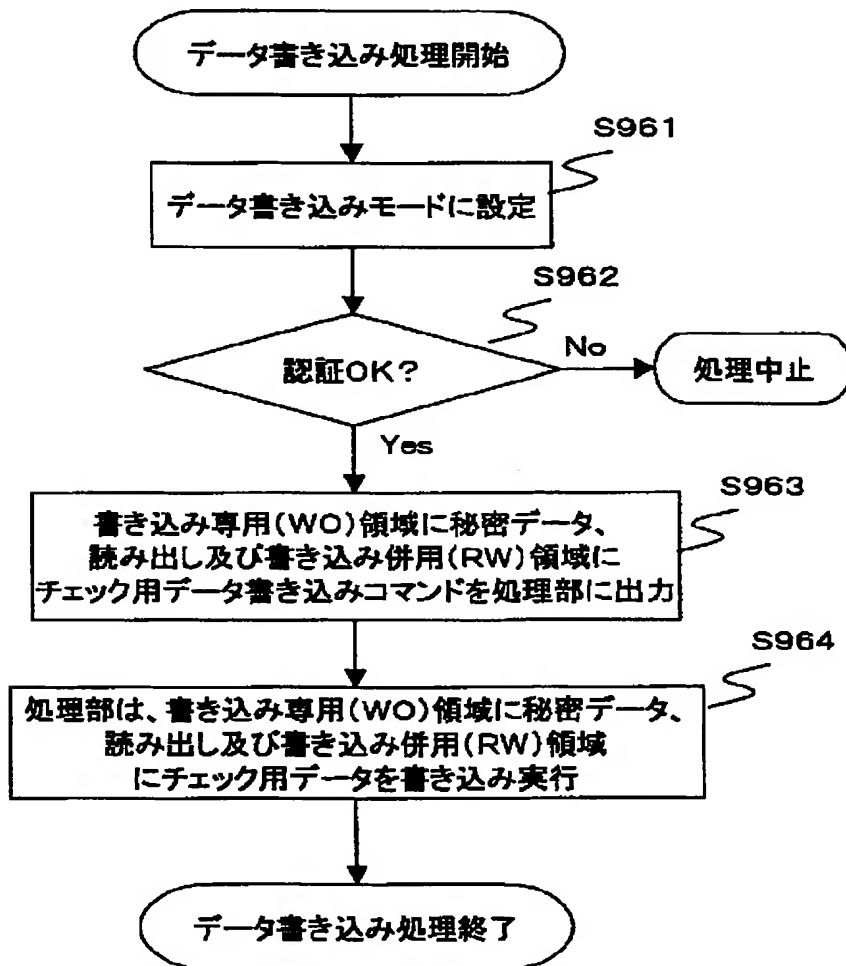 データ書き込み処理開始
S961
データ書き込みモードに設定
S962
認証OK?
No
処理中止
Yes
S963
書き込み専用(WO)領域に秘密データ、
読み出し及び書き込み併用(RW)領域に
チェック用データ書き込みコマンドを処理部に出力
S964
処理部は、書き込み専用(WO)領域に秘密データ、
読み出し及び書き込み併用(RW)領域
にチェック用データを書き込み実行
データ書き込み処理終了